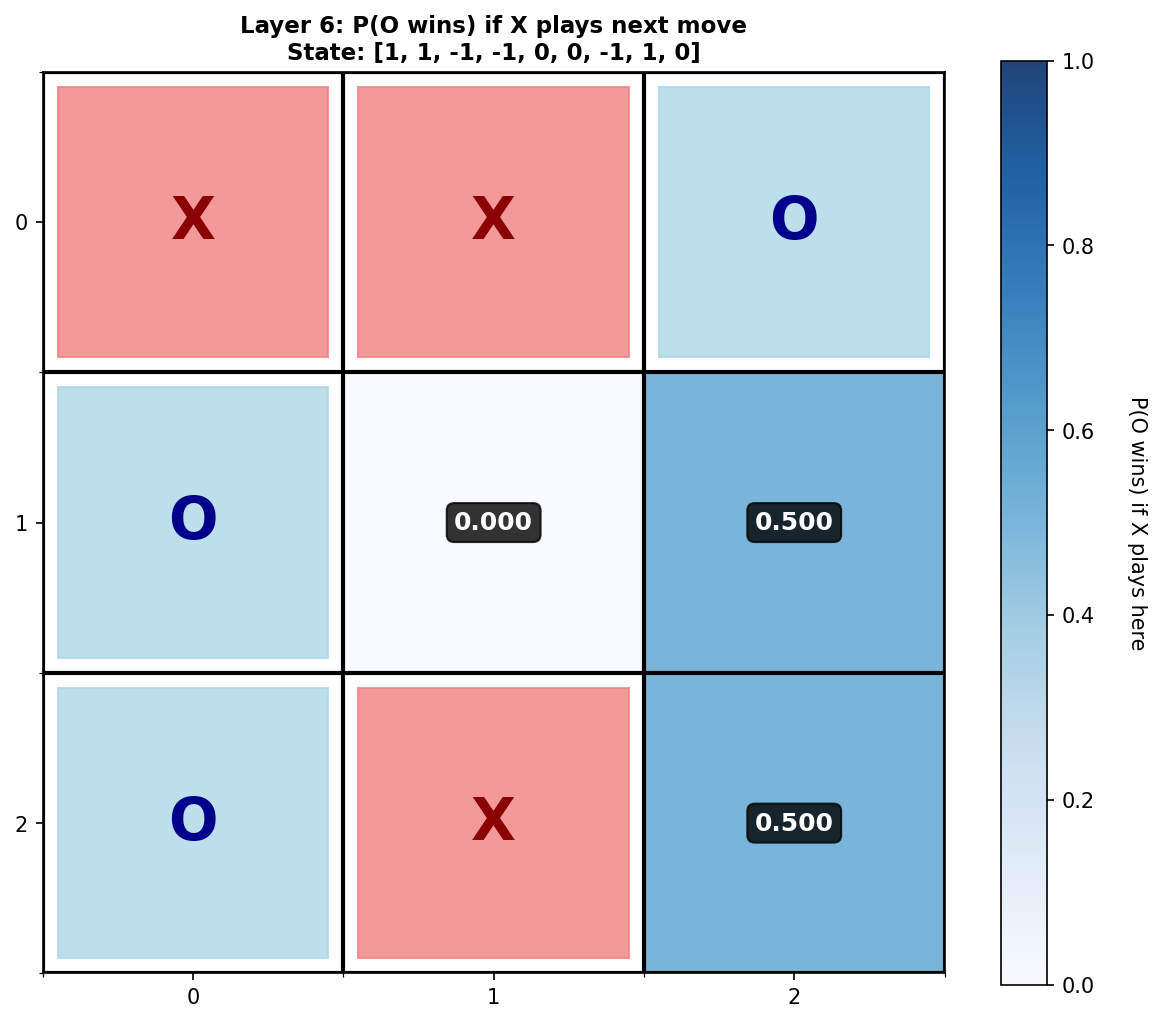 Layer 6: P(O wins) if X plays next move
State: [1, 1, -1, -1, 0, 0, -1, 1, 0]
X X O
O 0.000 0.500
O X 0.500
0
1
2
0 1 2
1.0
0.8
0.6
0.4
0.2
0.0
P(O wins) if X plays here